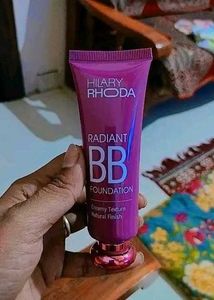 HILARY
RHODA
RADIANT
BB
FOUNDATION
Creamy Texture
Natural Finish